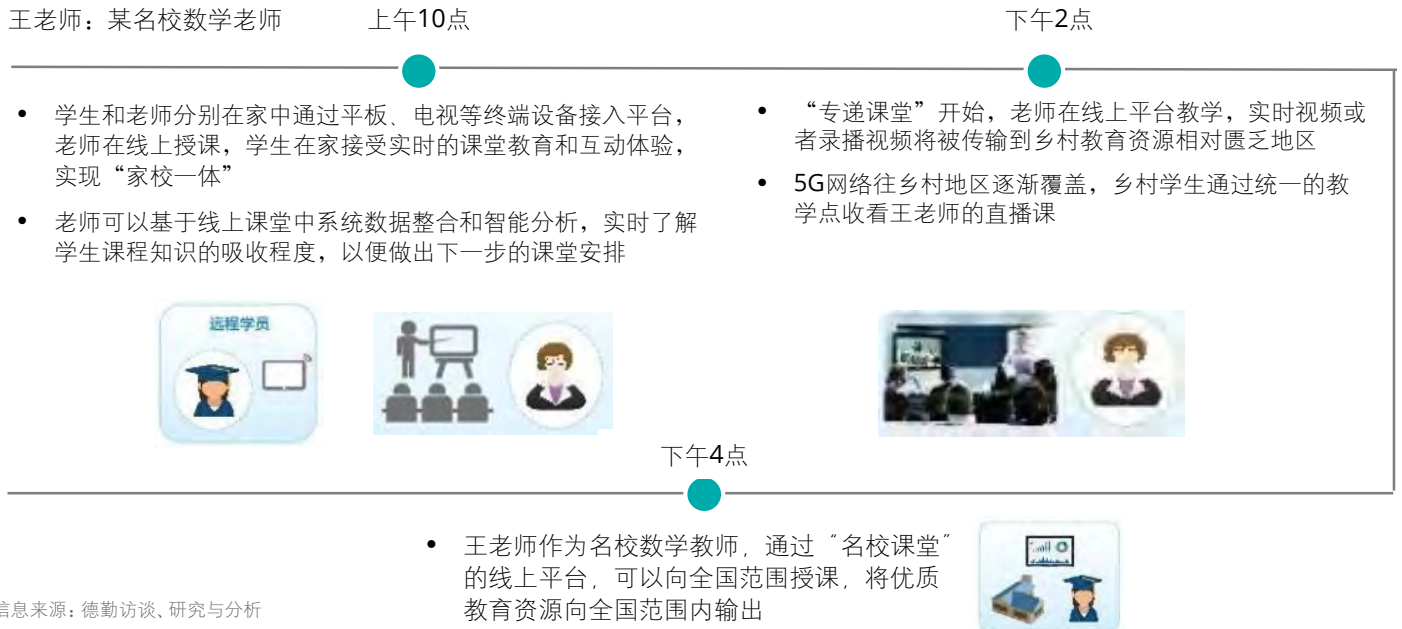 王老师：某名校数学老师
上午10点
下午2点
• 学生和老师分别在家中通过平板、电视等终端设备接入平台，
老师在线上授课，学生在家接受实时的课堂教育和互动体验，
实现“家校一体”
• 老师可以基于线上课堂中系统数据整合和智能分析，实时了解
学生课程知识的吸收程度，以便做出下一步的课堂安排
• “专递课堂”开始，老师在线上平台教学，实时视频或
者录播视频将被传输到乡村教育资源相对匮乏地区
• 5G网络往乡村地区逐渐覆盖，乡村学生通过统一的教
学点收看王老师的直播课
远程学员
下午4点
• 王老师作为名校数学教师，通过“名校课堂”
的线上平台，可以向全国范围授课，将优质
教育资源向全国范围内输出
信息来源：德勤访谈、研究与分析